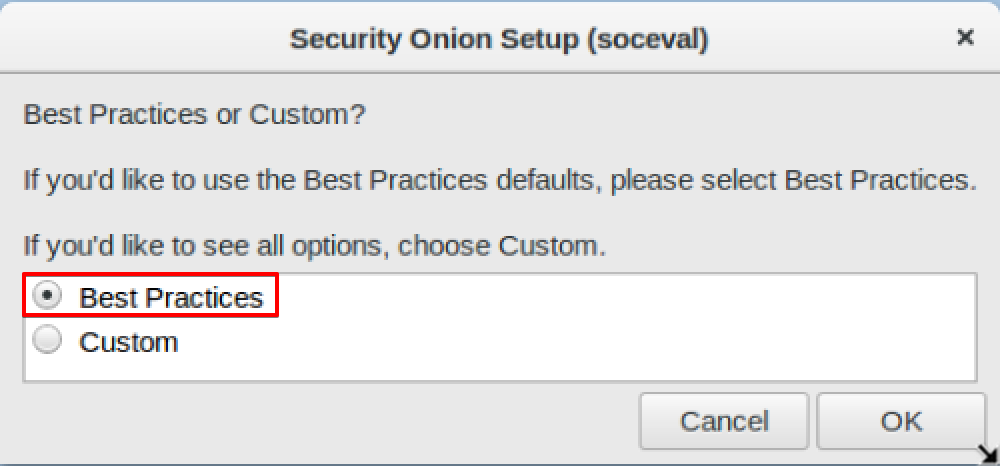 Security Onion Setup (soceval)
Best Practices or Custom?
If you'd like to use the Best Practices defaults, please select Best Practices.
If you'd like to see all options, choose Custom.
Best Practices
Custom
Cancel OK